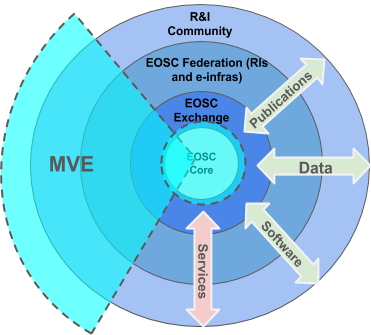 R&I
Community
EOSC Federation (RIs
and e-infras)
EOSC
Exchange
Publications
MVE
EOSC
Core
Data
Software
Services